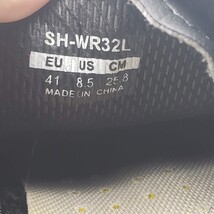 SH-WR32L
EU US CM
41 8.5 25.8
MADE IN CHINA